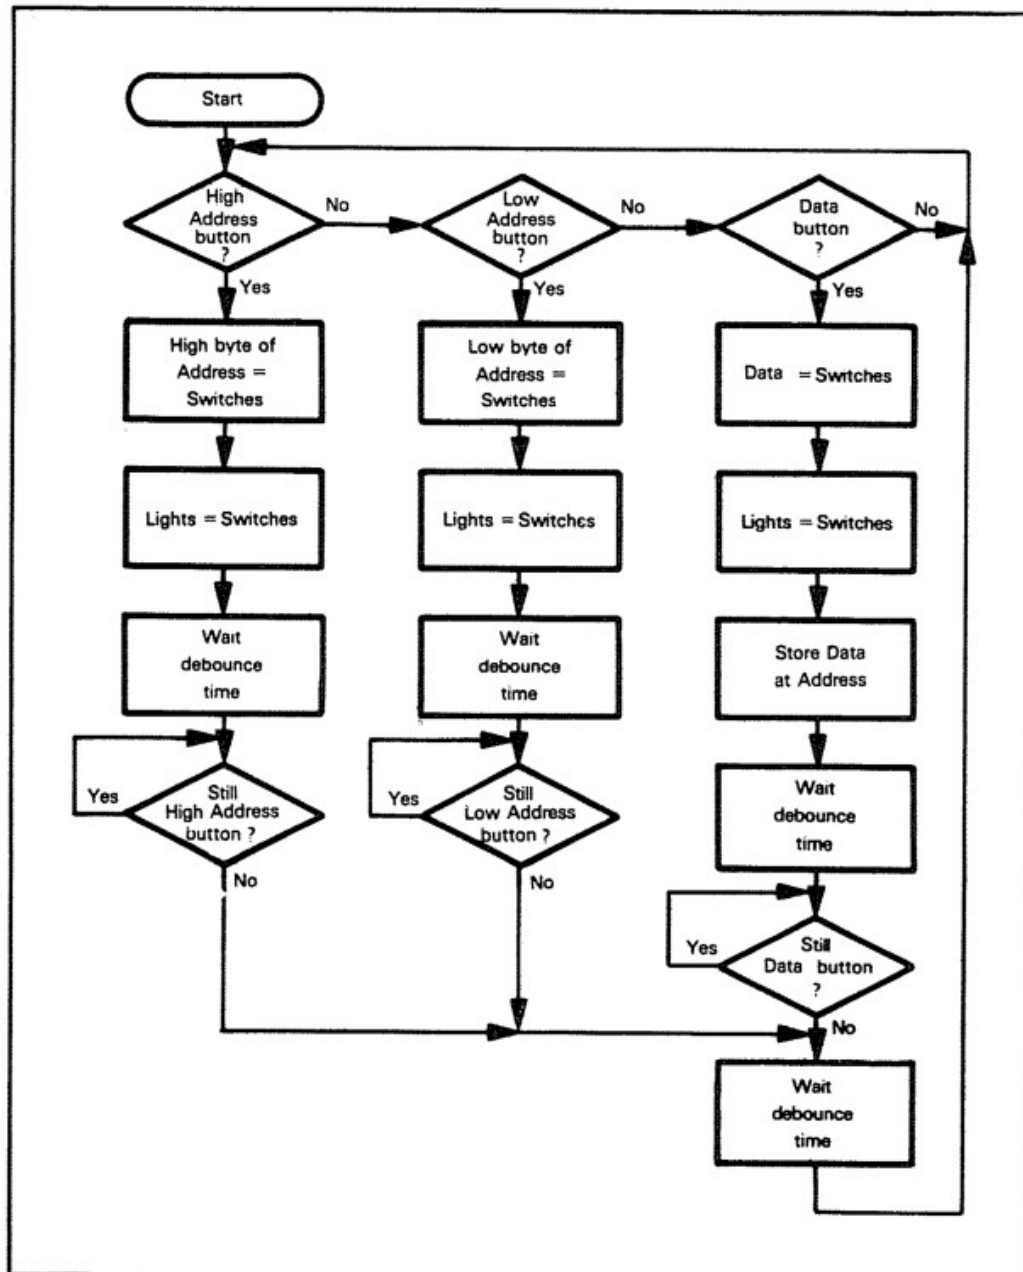 Start
High
Address
button
?
No
Low
Address
button
?
No
Data
button
?
No
Yes
Yes
Yes
High byte of
Address =
Switches
Low byte of
Address =
Switches
Data = Switches
Lights = Switches
Lights = Switches
Lights = Switches
Wait
debounce
time
Wait
debounce
time
Store Data
at Address
Still
High Address
button ?
Yes
No
Still
Low Address
button ?
Yes
No
Wait
debounce
time
Still
Data button
?
Yes
No
Wait
debounce
time